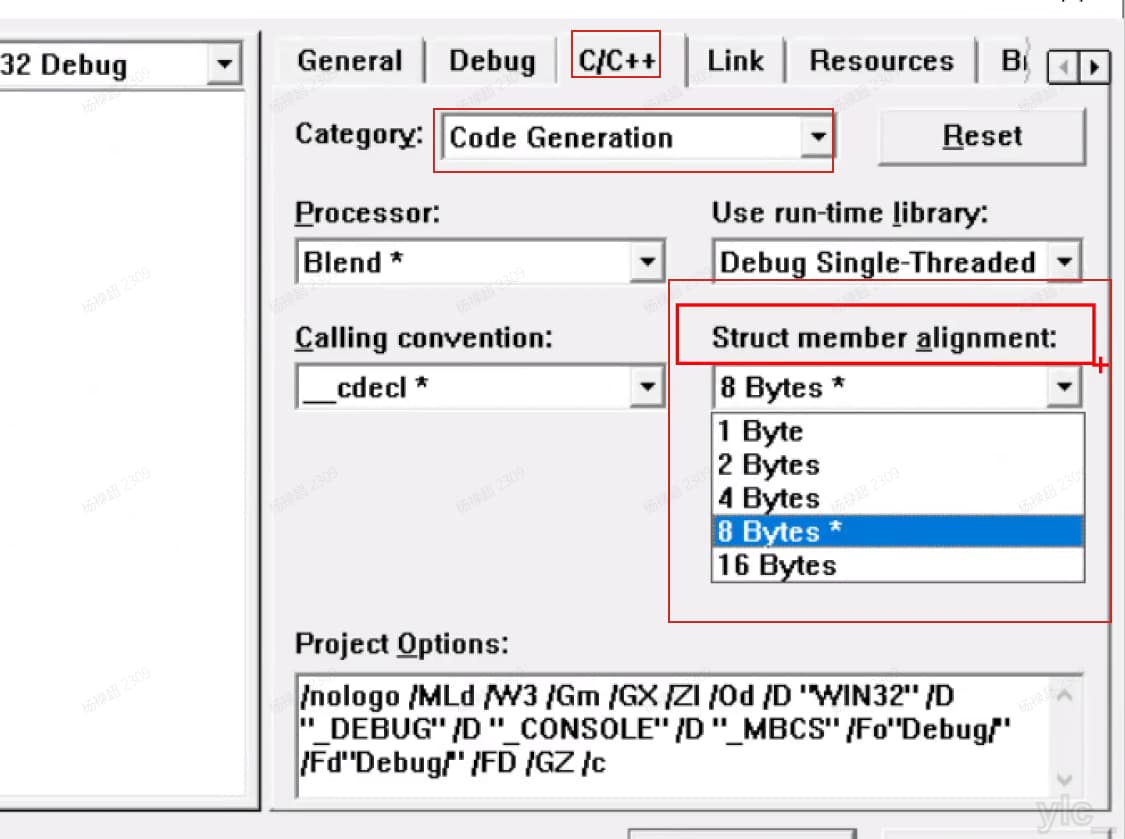 32 Debug
General
Debug
C/C++
Link
Resources
Category:
Code Generation
Reset
Processor:
Use run-time library:
Blend *
Debug Single-Threaded
Calling convention:
Struct member alignment:
__cdecl *
8 Bytes *
1 Byte
2 Bytes
4 Bytes
8 Bytes *
16 Bytes
Project Options:
/nologo /MLd /W3 /Gm /GX /ZI /Od /D "WIN32" /D
"_DEBUG" /D "_CONSOLE" /D "_MBCS" /Fo"Debug/"
/Fd"Debug/" /FD /GZ /c
ylc_